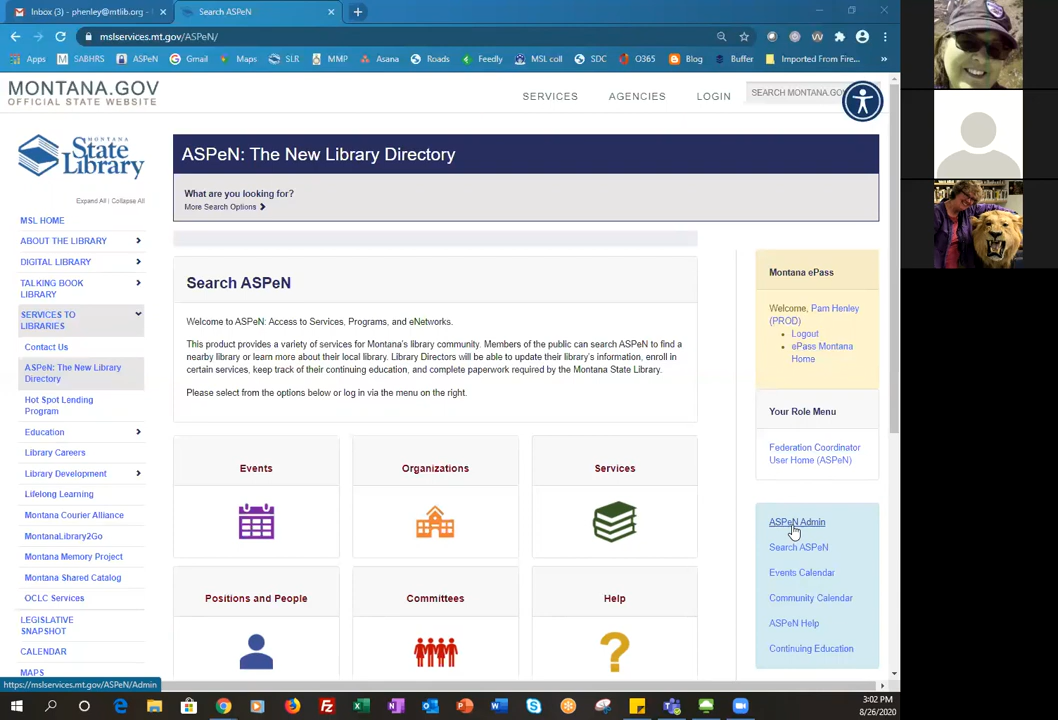 Inbox (3) - phenley@mtlib.org -
Search ASPeN
mslservices.mt.gov/ASPeN/
Apps
SABHRS
ASPeN
Gmail
Maps
SLR
MMP
Asana
Roads
Feedly
MSL coll
SDC
O365
Blog
Buffer
Imported From Fire...
MONTANA.GOV
OFFICIAL STATE WEBSITE
SERVICES
AGENCIES
LOGIN
SEARCH MONTANA.GO
MONTANA
State
Library
Expand All | Collapse All
MSL HOME
ABOUT THE LIBRARY
DIGITAL LIBRARY
TALKING BOOK
LIBRARY
SERVICES TO
LIBRARIES
Contact Us
ASPeN: The New Library
Directory
Hot Spot Lending
Program
Education
Library Careers
Library Development
Lifelong Learning
Montana Courier Alliance
MontanaLibrary2Go
Montana Memory Project
Montana Shared Catalog
OCLC Services
LEGISLATIVE
SNAPSHOT
CALENDAR
MAPS
ASPeN: The New Library Directory
What are you looking for?
More Search Options
Search ASPeN
Welcome to ASPeN: Access to Services, Programs, and eNetworks.
This product provides a variety of services for Montana's library community. Members of the public can search ASPeN to find a
nearby library or learn more about their local library. Library Directors will be able to update their library's information, enroll in
certain services, keep track of their continuing education, and complete paperwork required by the Montana State Library.
Please select from the options below or log in via the menu on the right.
Events
Organizations
Services
Positions and People
Committees
Help
Montana ePass
Welcome, Pam Henley
(PROD)
Logout
ePass Montana
Home
Your Role Menu
Federation Coordinator
User Home (ASPeN)
ASPeN Admin
Search ASPeN
Events Calendar
Community Calendar
ASPeN Help
Continuing Education
https://mslservices.mt.gov/ASPeN/Admin
3:02 PM
8/26/2020